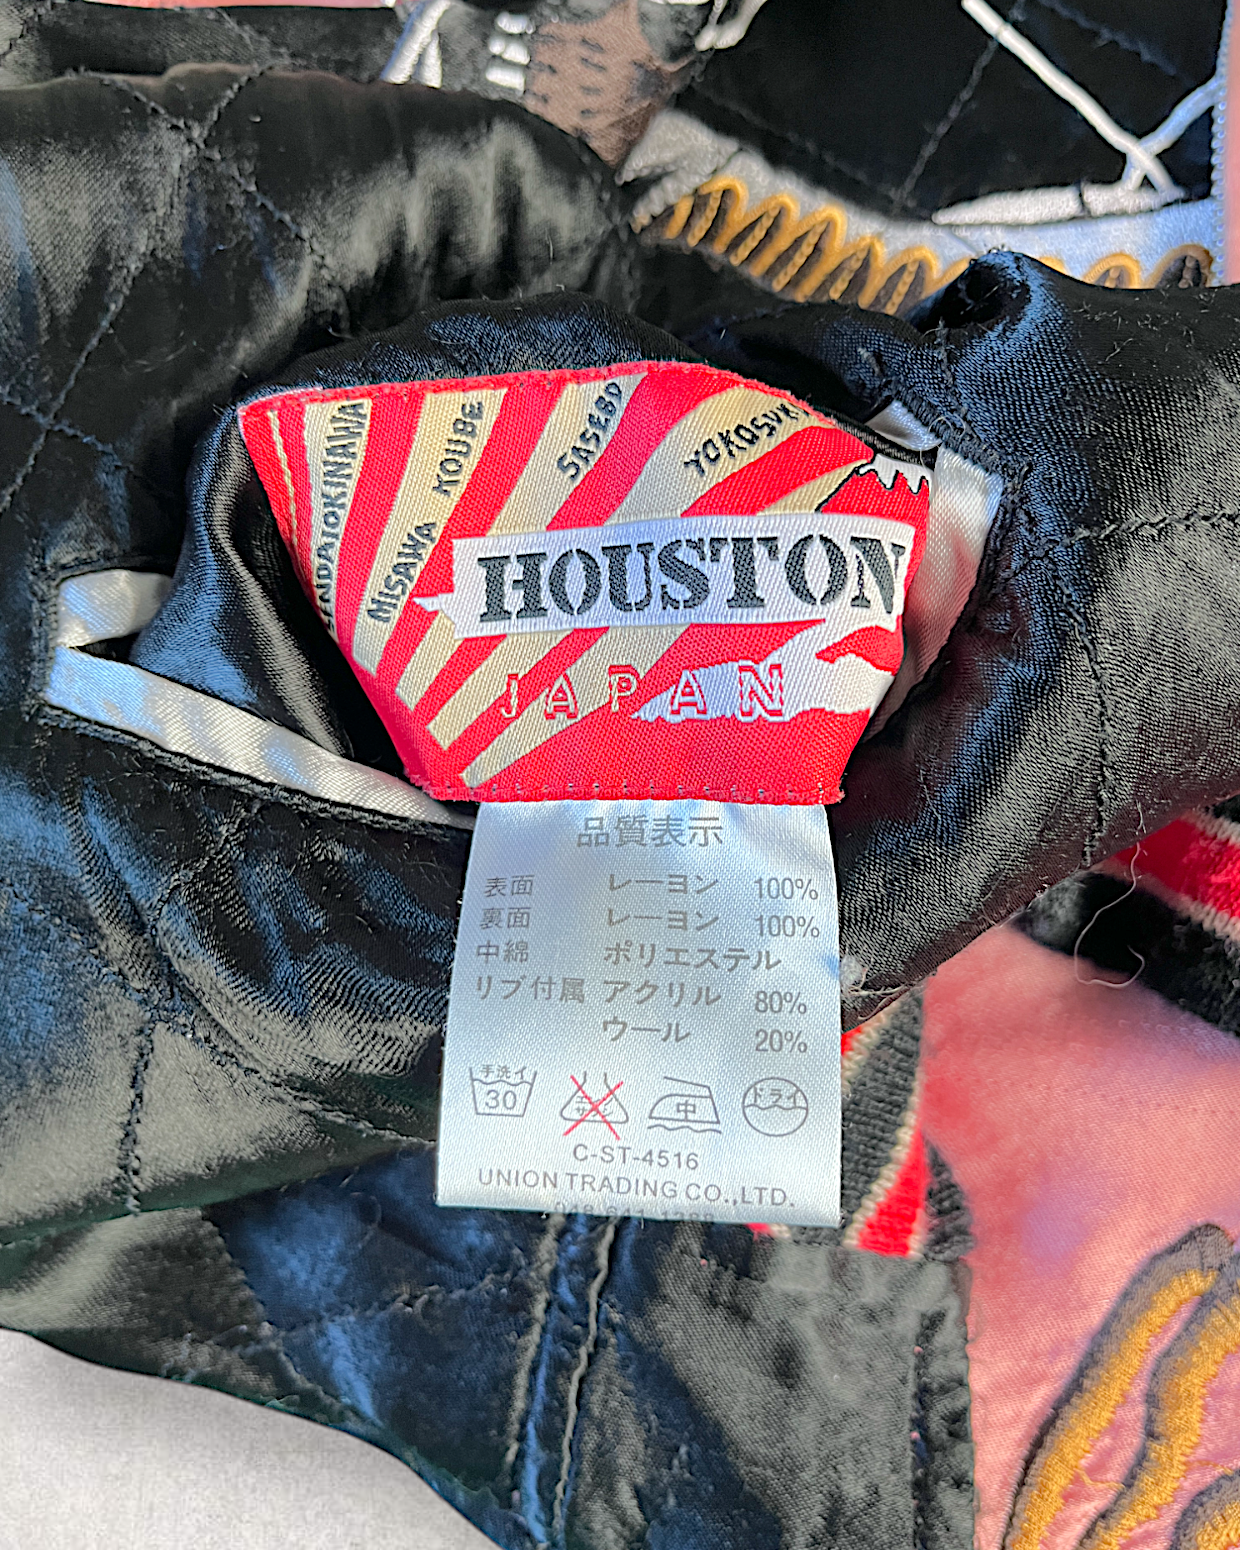 KOUBE
SASEBO
MISAWA
HOUSTON
JAPAN
品質表示
表面 レーヨン 100%
裏面 レーヨン 100%
中綿 ポリエステル
リブ付属 アクリル 80%
ウール 20%
手洗イ
30
中
ドライ
C-ST-4516
UNION TRADING CO.,LTD.